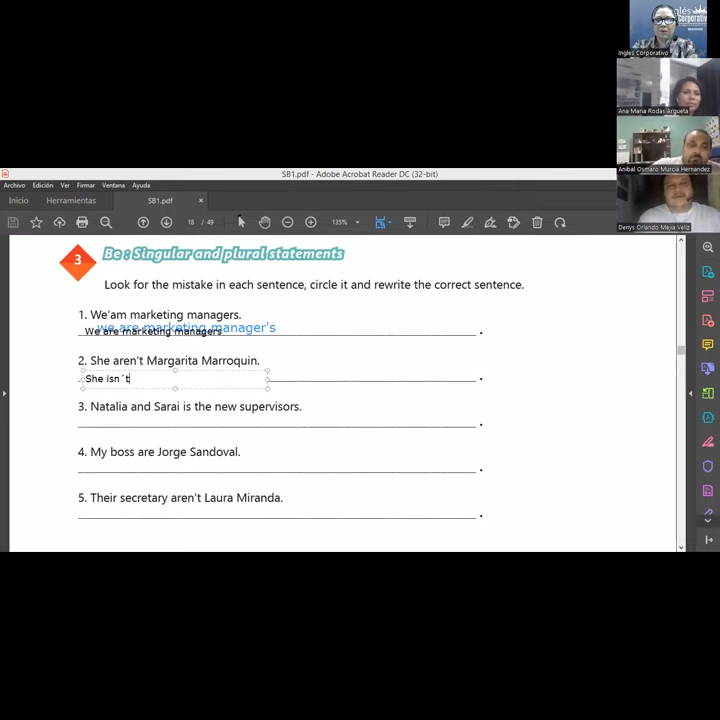 Inglés Corporativo
Inglés Corporativo
Ana Maria Rodas Argueta
Anibal Osmaro Murcia Hernandez
Denys Orlando Mejia Véliz
SB1.pdf - Adobe Acrobat Reader DC (32-bit)
Archivo Edición Ver Firmar Ventana Ayuda
Inicio Herramientas SB1.pdf ×
18 / 49 135%
3 Be : Singular and plural statements
Look for the mistake in each sentence, circle it and rewrite the correct sentence.
1. We'am marketing managers.
we are marketing manager's
We are marketing managers .
2. She aren't Margarita Marroquin.
She isn´t .
3. Natalia and Sarai is the new supervisors.
.
4. My boss are Jorge Sandoval.
.
5. Their secretary aren't Laura Miranda.
.